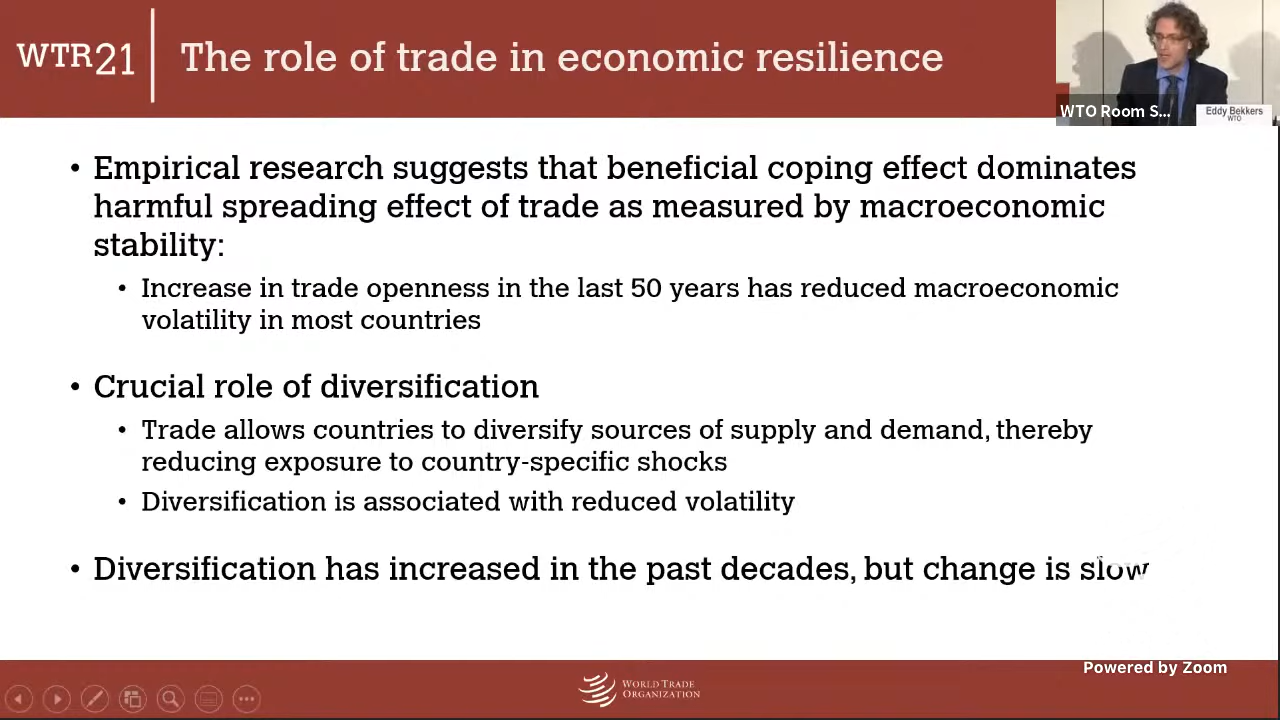 WTR21
The role of trade in economic resilience
WTO Room S...
Eddy Bekkers
WTO
• Empirical research suggests that beneficial coping effect dominates
harmful spreading effect of trade as measured by macroeconomic
stability:
• Increase in trade openness in the last 50 years has reduced macroeconomic
volatility in most countries
• Crucial role of diversification
• Trade allows countries to diversify sources of supply and demand, thereby
reducing exposure to country-specific shocks
• Diversification is associated with reduced volatility
• Diversification has increased in the past decades, but change is slow
Powered by Zoom
WORLD TRADE
ORGANIZATION